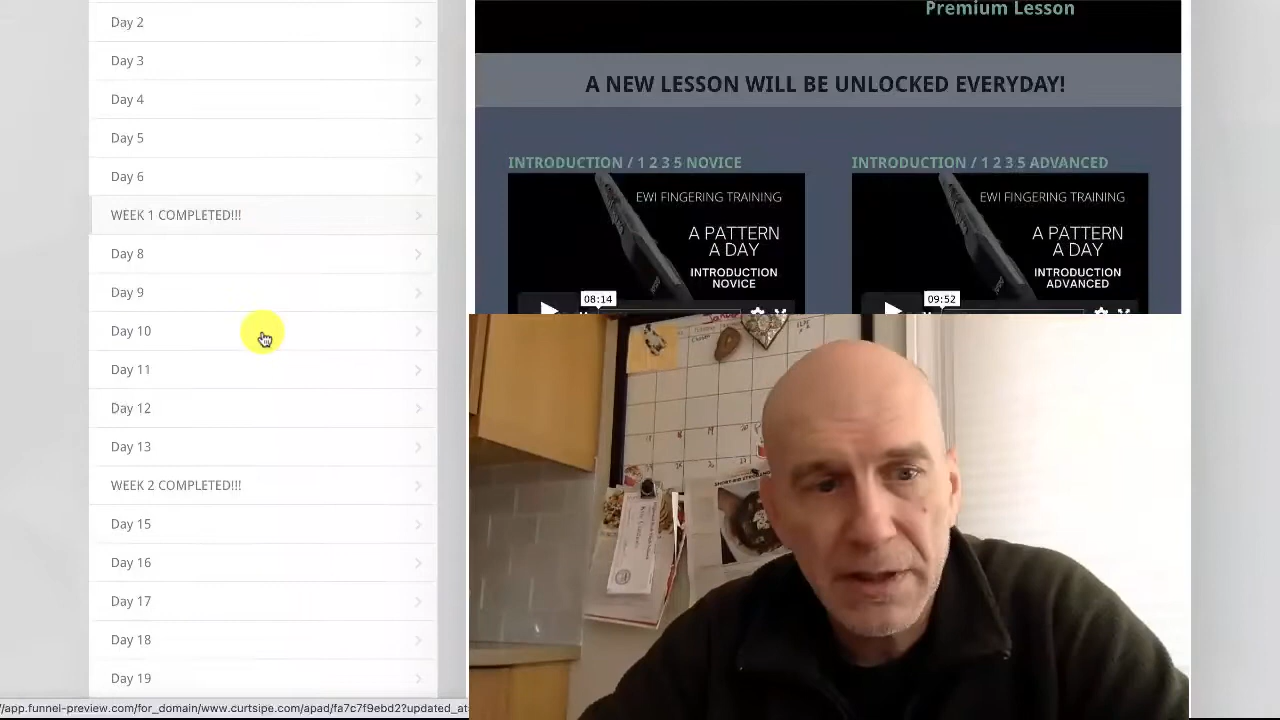 Day 2
Day 3
Day 4
Day 5
Day 6
WEEK 1 COMPLETED!!!
Day 8
Day 9
Day 10
Day 11
Day 12
Day 13
WEEK 2 COMPLETED!!!
Day 15
Day 16
Day 17
Day 18
Day 19
/app.funnel-preview.com/for_domain/www.curtsipe.com/apad/fa7c7f9ebd2?updated_at
Premium Lesson
A NEW LESSON WILL BE UNLOCKED EVERYDAY!
INTRODUCTION / 1 2 3 5 NOVICE
EWI FINGERING TRAINING
A PATTERN
A DAY
INTRODUCTION
NOVICE
08:14
INTRODUCTION / 1 2 3 5 ADVANCED
EWI FINGERING TRAINING
A PATTERN
A DAY
INTRODUCTION
ADVANCED
09:52